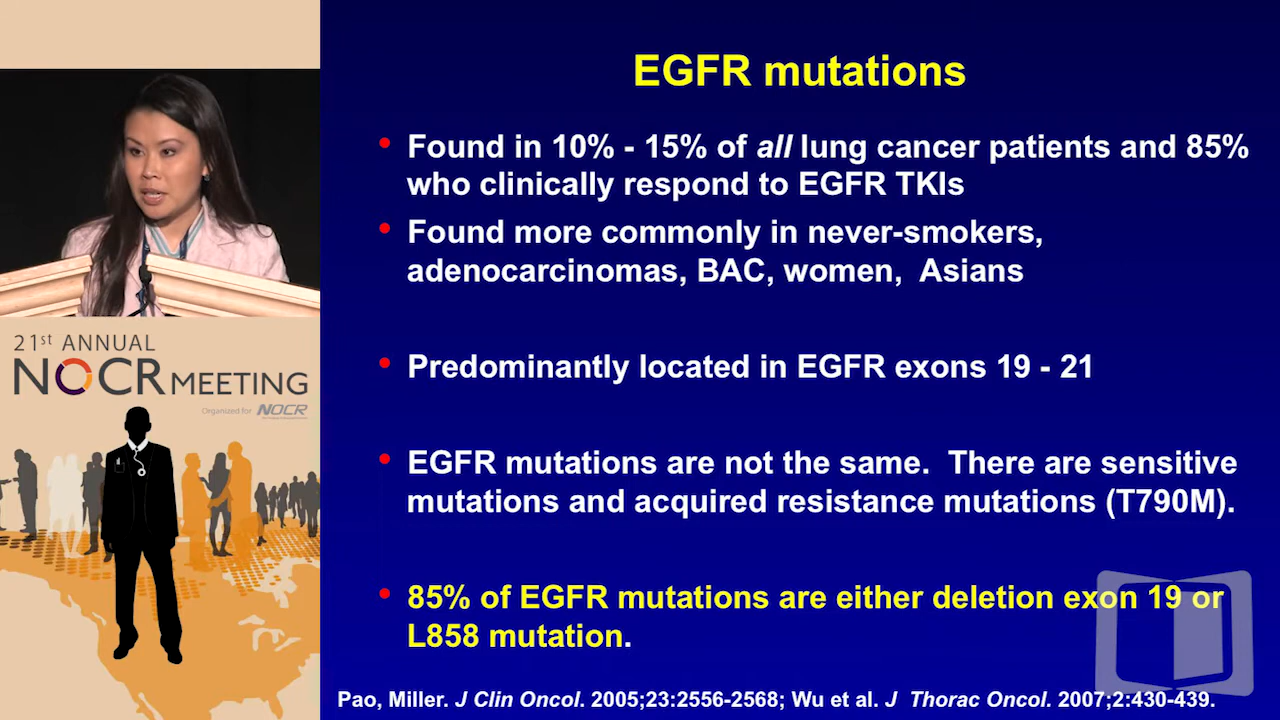 EGFR mutations
Found in 10% - 15% of all lung cancer patients and 85%
who clinically respond to EGFR TKIs
Found more commonly in never-smokers,
adenocarcinomas, BAC, women,  Asians
Predominantly located in EGFR exons 19 - 21
EGFR mutations are not the same.  There are sensitive
mutations and acquired resistance mutations (T790M).
85% of EGFR mutations are either deletion exon 19 or
L858 mutation.
Pao, Miller. J Clin Oncol. 2005;23:2556-2568; Wu et al. J  Thorac Oncol. 2007;2:430-439.
21st ANNUAL
NOCR MEETING
Organized for NOCR